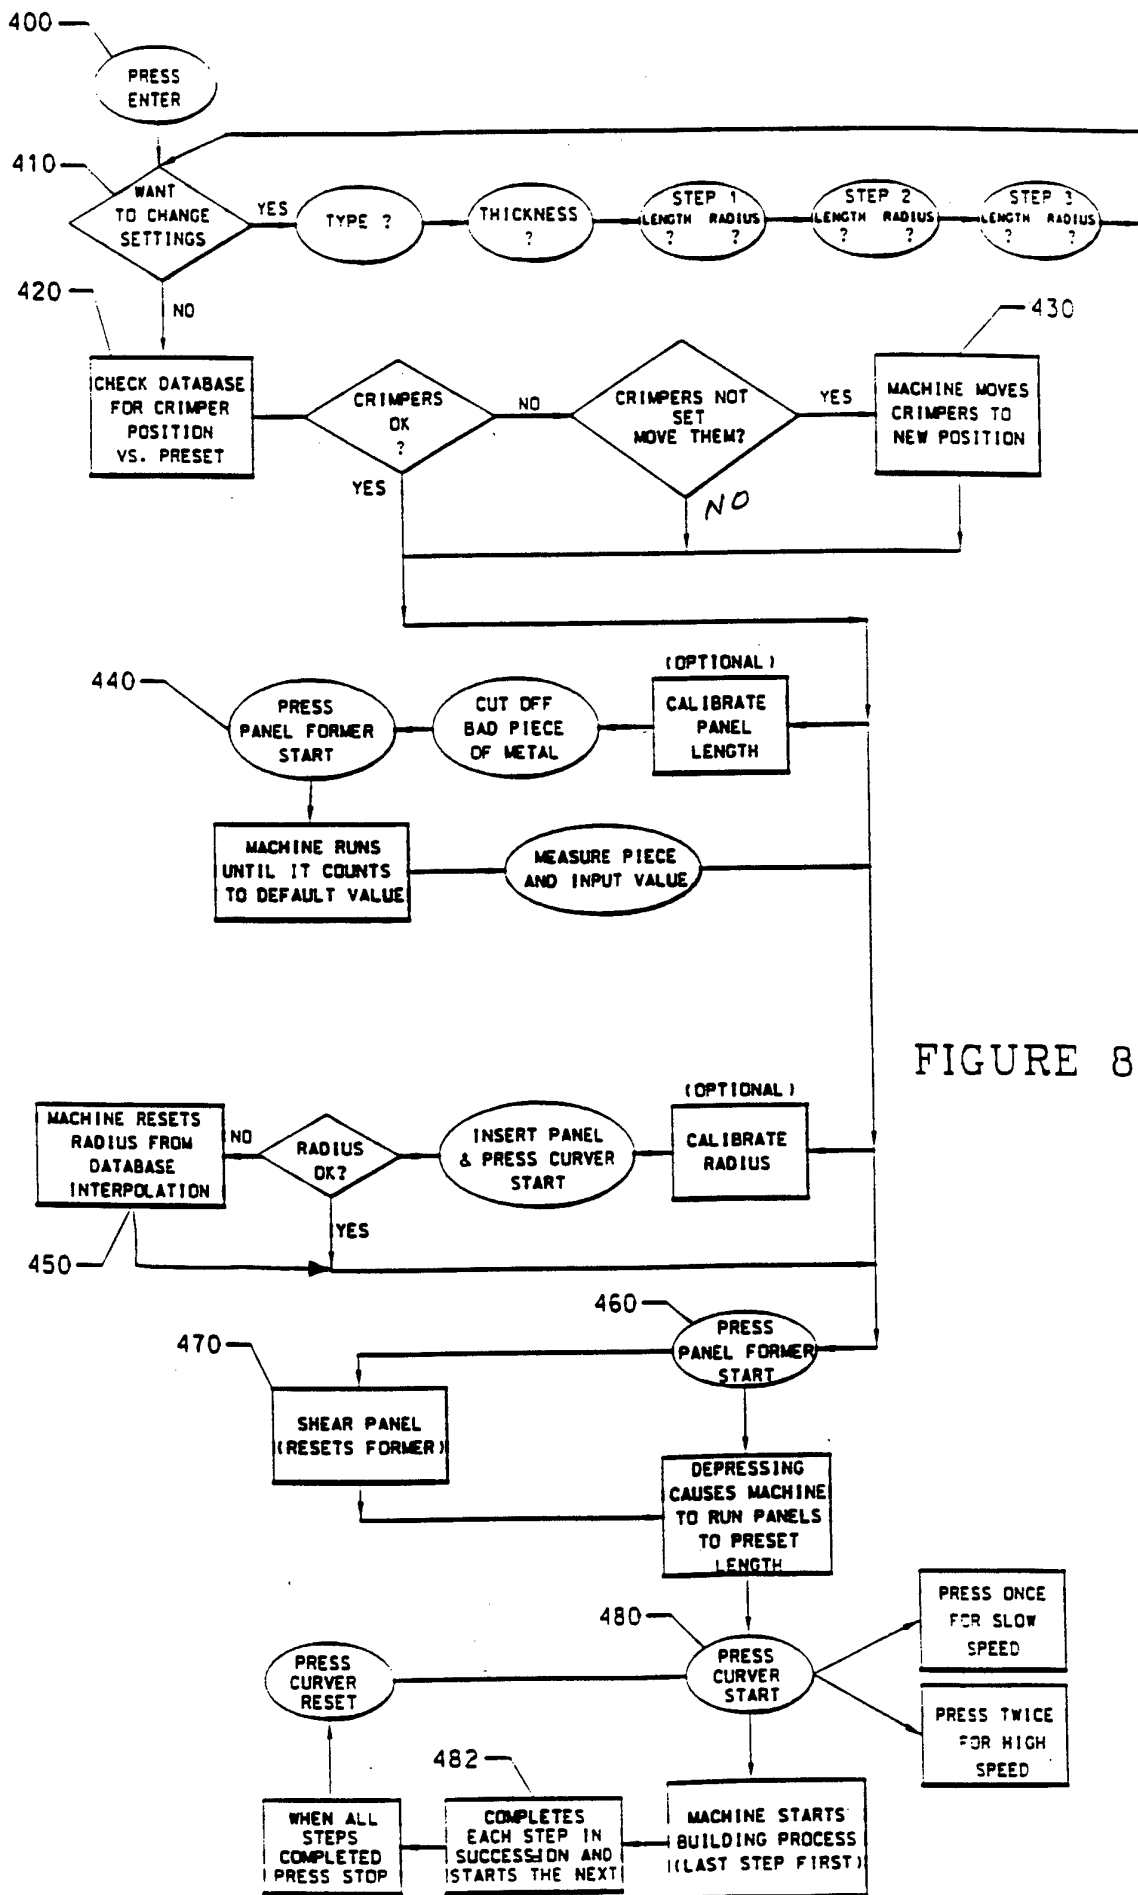 400
PRESS
ENTER
410
WANT
TO CHANGE
SETTINGS
YES
TYPE ?
THICKNESS
?
STEP 1
LENGTH RADIUS
? ?
STEP 2
LENGTH RADIUS
? ?
STEP 3
LENGTH RADIUS
? ?
NO
420
CHECK DATABASE
FOR CRIMPER
POSITION
VS. PRESET
CRIMPERS
OK
?
NO
CRIMPERS NOT
SET
MOVE THEM?
YES
430
MACHINE MOVES
CRIMPERS TO
NEW POSITION
YES
NO
440
PRESS
PANEL FORMER
START
CUT OFF
BAD PIECE
OF METAL
(OPTIONAL)
CALIBRATE
PANEL
LENGTH
MACHINE RUNS
UNTIL IT COUNTS
TO DEFAULT VALUE
MEASURE PIECE
AND INPUT VALUE
FIGURE 8
MACHINE RESETS
RADIUS FROM
DATABASE
INTERPOLATION
NO
RADIUS
OK?
INSERT PANEL
& PRESS CURVER
START
(OPTIONAL)
CALIBRATE
RADIUS
YES
450
460
PRESS
PANEL FORMER
START
470
SHEAR PANEL
(RESETS FORMER)
DEPRESSING
CAUSES MACHINE
TO RUN PANELS
TO PRESET
LENGTH
480
PRESS
CURVER
RESET
PRESS
CURVER
START
PRESS ONCE
FOR SLOW
SPEED
PRESS TWICE
FOR HIGH
SPEED
482
WHEN ALL
STEPS
COMPLETED
PRESS STOP
COMPLETES
EACH STEP IN
SUCCESSION AND
STARTS THE NEXT
MACHINE STARTS
BUILDING PROCESS
(LAST STEP FIRST)